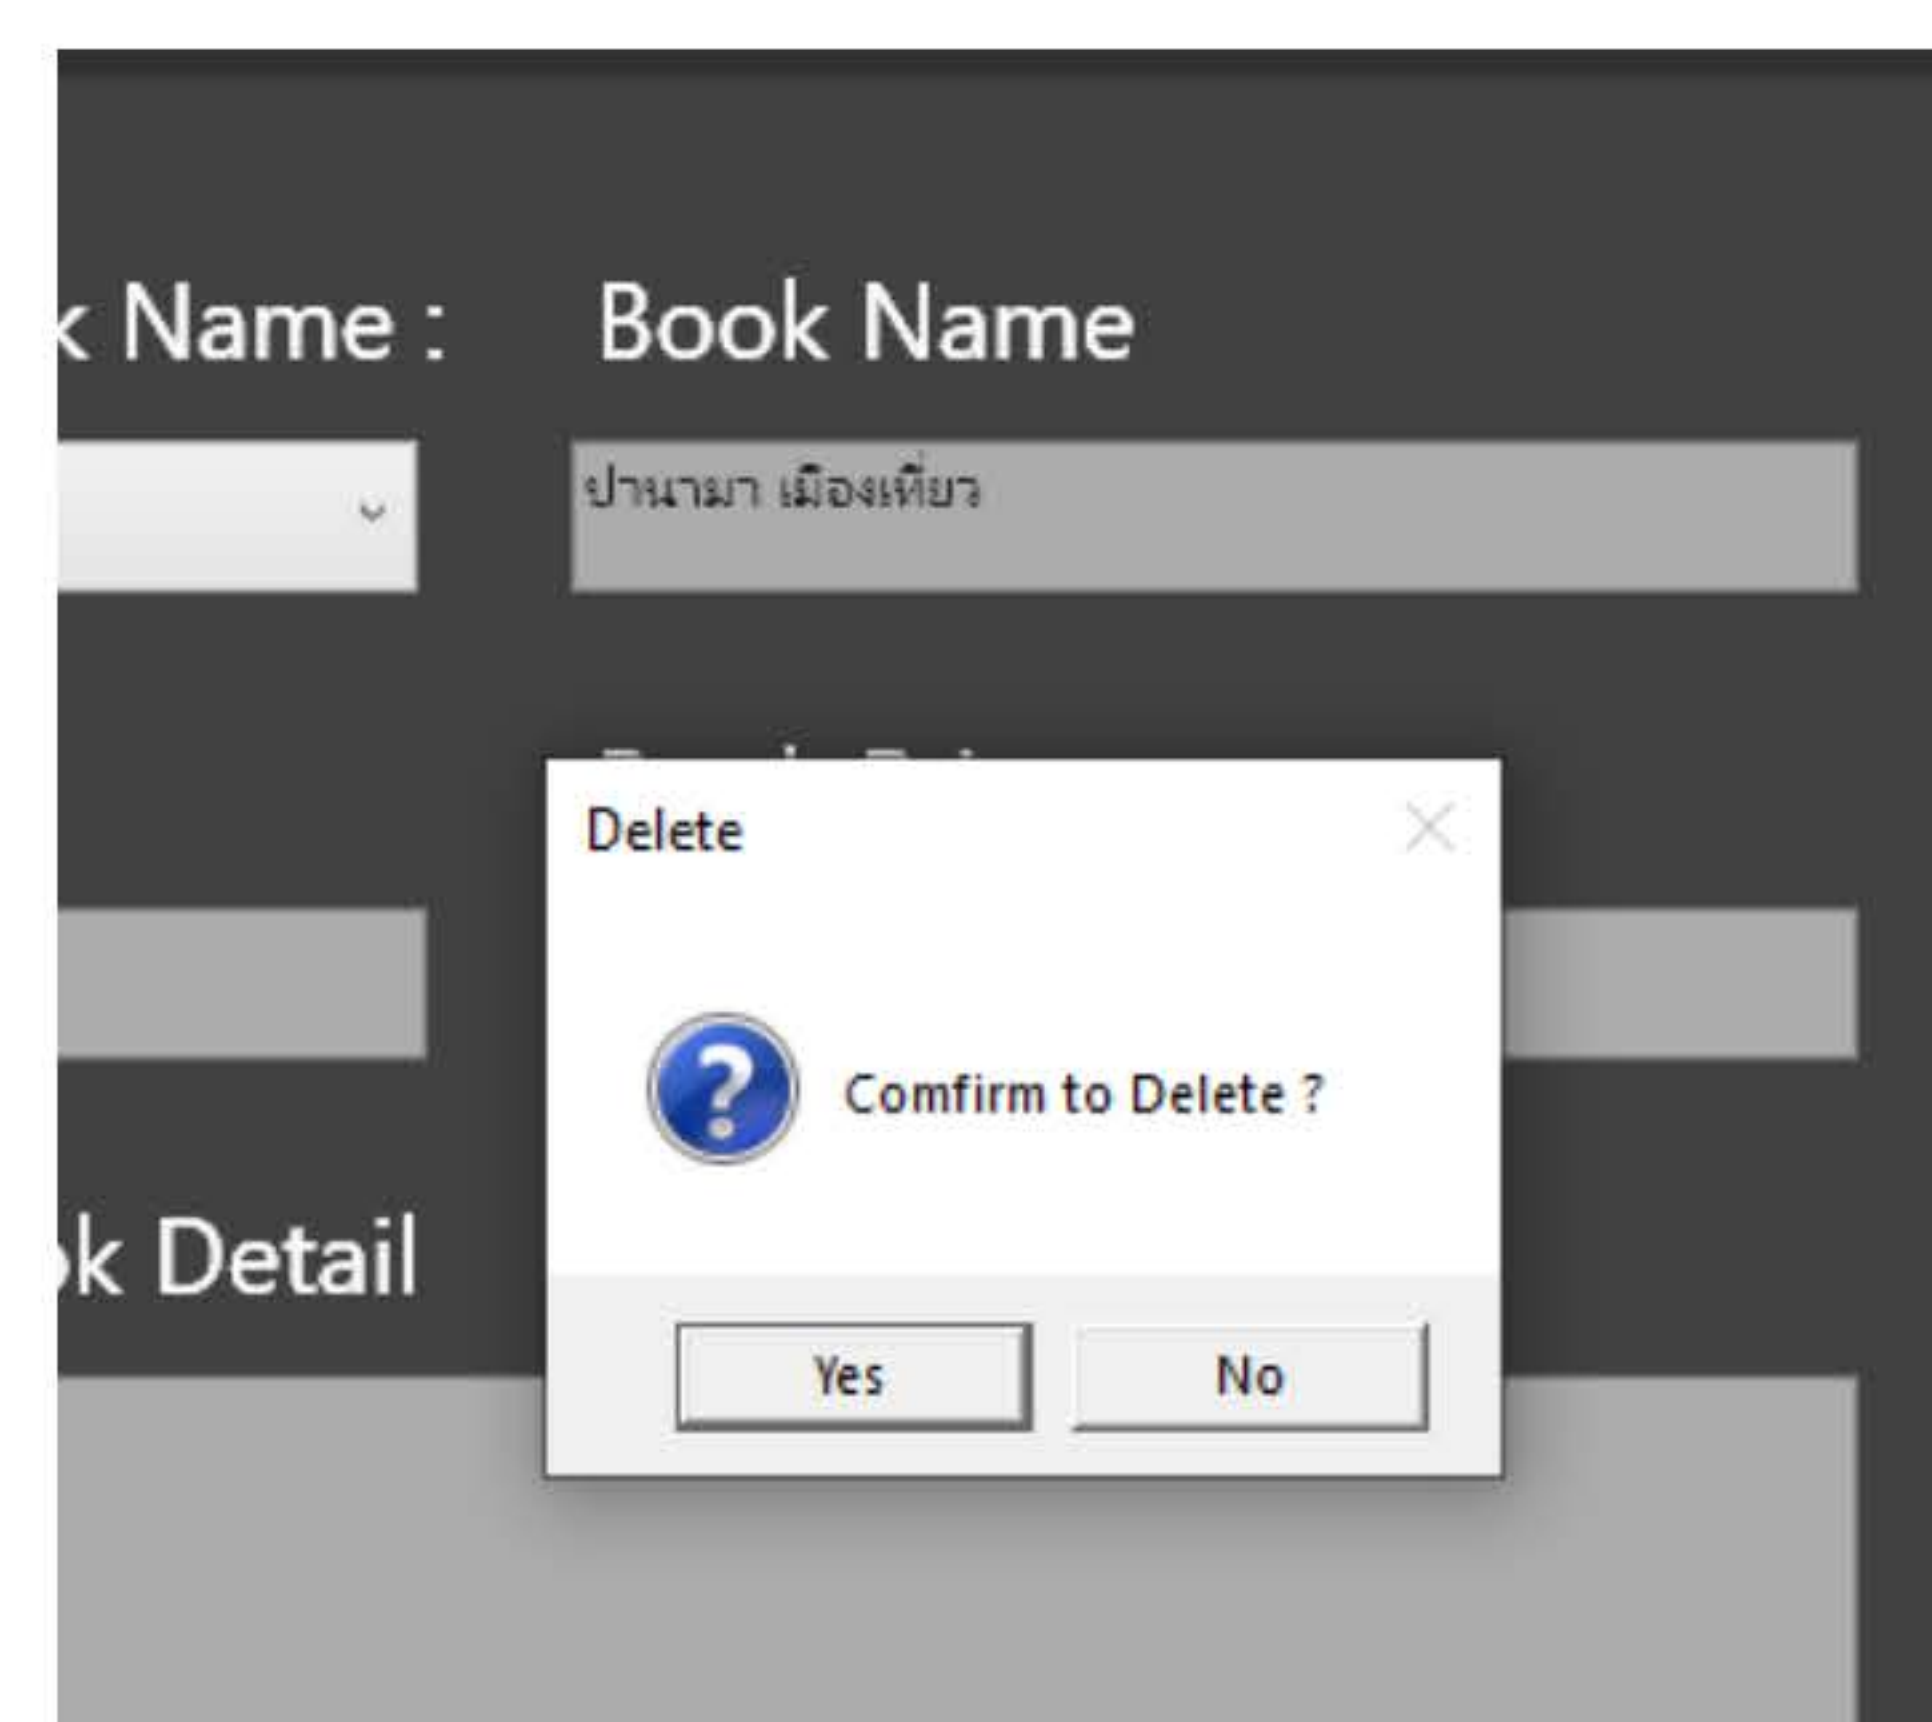 k Name :
Book Name
ปานามา เมืองเที่ยว
Delete
Comfirm to Delete ?
k Detail
Yes
No